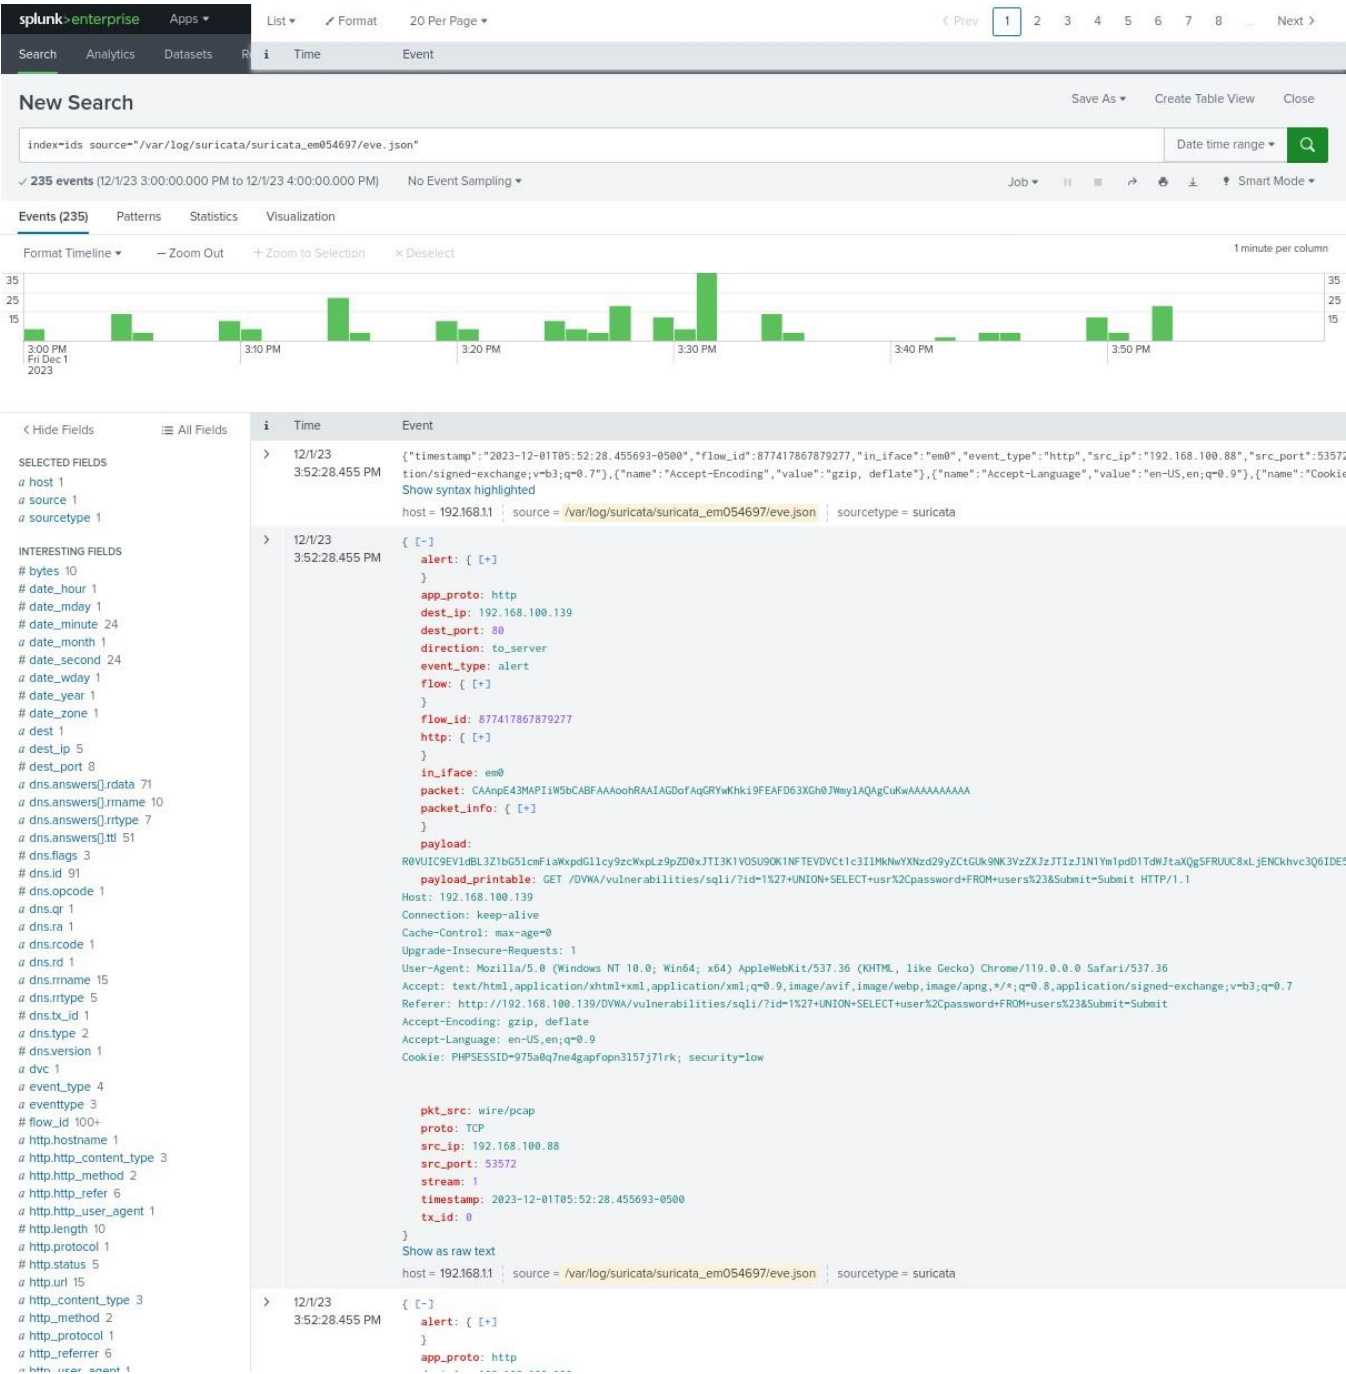 splunk>enterprise Apps ▾
List ▾ Format 20 Per Page ▾ < Prev 1 2 3 4 5 6 7 8 ... Next >
Search Analytics Datasets R
i Time Event
New Search
Save As ▾ Create Table View Close
index=ids source="/var/log/suricata/suricata_em054697/eve.json"
Date time range ▾
✓ 235 events (12/1/23 3:00:00.000 PM to 12/1/23 4:00:00.000 PM) No Event Sampling ▾
Job ▾ Smart Mode ▾
Events (235) Patterns Statistics Visualization
Format Timeline ▾ — Zoom Out + Zoom to Selection × Deselect
1 minute per column
35 35
25 25
15 15
3:00 PM 3:10 PM 3:20 PM 3:30 PM 3:40 PM 3:50 PM
Fri Dec 1
2023
< Hide Fields All Fields
SELECTED FIELDS
a host 1
a source 1
a sourcetype 1
INTERESTING FIELDS
# bytes 10
# date_hour 1
# date_mday 1
# date_minute 24
a date_month 1
# date_second 24
a date_wday 1
# date_year 1
# date_zone 1
a dest 1
a dest_ip 5
# dest_port 8
a dns.answers{}.rdata 71
a dns.answers{}.rrname 10
a dns.answers{}.rrtype 7
a dns.answers{}.ttl 51
# dns.flags 3
# dns.id 91
# dns.opcode 1
a dns.qr 1
a dns.ra 1
a dns.rcode 1
a dns.rd 1
a dns.rrname 15
a dns.rrtype 5
# dns.tx_id 1
a dns.type 2
# dns.version 1
a dvc 1
a event_type 4
a eventtype 3
# flow_id 100+
a http.hostname 1
a http.http_content_type 3
a http.http_method 2
a http.http_refer 6
a http.http_user_agent 1
# http.length 10
a http.protocol 1
# http.status 5
a http.url 15
a http_content_type 3
a http_method 2
a http_protocol 1
a http_referrer 6
a http_user_agent 1
i Time Event
12/1/23
3:52:28.455 PM
{"timestamp":"2023-12-01T05:52:28.455693-0500","flow_id":877417867879277,"in_iface":"em0","event_type":"http","src_ip":"192.168.100.88","src_port":53572
tion/signed-exchange;v=b3;q=0.7"},{"name":"Accept-Encoding","value":"gzip, deflate"},{"name":"Accept-Language","value":"en-US,en;q=0.9"},{"name":"Cookie
Show syntax highlighted
host = 192.168.1.1 source = /var/log/suricata/suricata_em054697/eve.json sourcetype = suricata
12/1/23
3:52:28.455 PM
{ [-]
alert: { [+]
}
app_proto: http
dest_ip: 192.168.100.139
dest_port: 80
direction: to_server
event_type: alert
flow: { [+]
}
flow_id: 877417867879277
http: { [+]
}
in_iface: em0
packet:
packet_info: { [+]
}
payload:
payload_printable: GET /DVWA/vulnerabilities/sqli/?id=1%27+UNION+SELECT+usr%2Cpassword+FROM+users%23&Submit=Submit HTTP/1.1
Host: 192.168.100.139
Connection: keep-alive
Cache-Control: max-age=0
Upgrade-Insecure-Requests: 1
User-Agent: Mozilla/5.0 (Windows NT 10.0; Win64; x64) AppleWebKit/537.36 (KHTML, like Gecko) Chrome/119.0.0.0 Safari/537.36
Accept: text/html,application/xhtml+xml,application/xml;q=0.9,image/avif,image/webp,image/apng,*/*;q=0.8,application/signed-exchange;v=b3;q=0.7
Referer: http://192.168.100.139/DVWA/vulnerabilities/sqli/?id=1%27+UNION+SELECT+user%2Cpassword+FROM+users%23&Submit=Submit
Accept-Encoding: gzip, deflate
Accept-Language: en-US,en;q=0.9
Cookie: PHPSESSID=975a0q7ne4gapfopn3l57j71rk; security=low
pkt_src: wire/pcap
proto: TCP
src_ip: 192.168.100.88
src_port: 53572
stream: 1
timestamp: 2023-12-01T05:52:28.455693-0500
tx_id: 0
}
Show as raw text
host = 192.168.1.1 source = /var/log/suricata/suricata_em054697/eve.json sourcetype = suricata
12/1/23
3:52:28.455 PM
{ [-]
alert: { [+]
}
app_proto: http